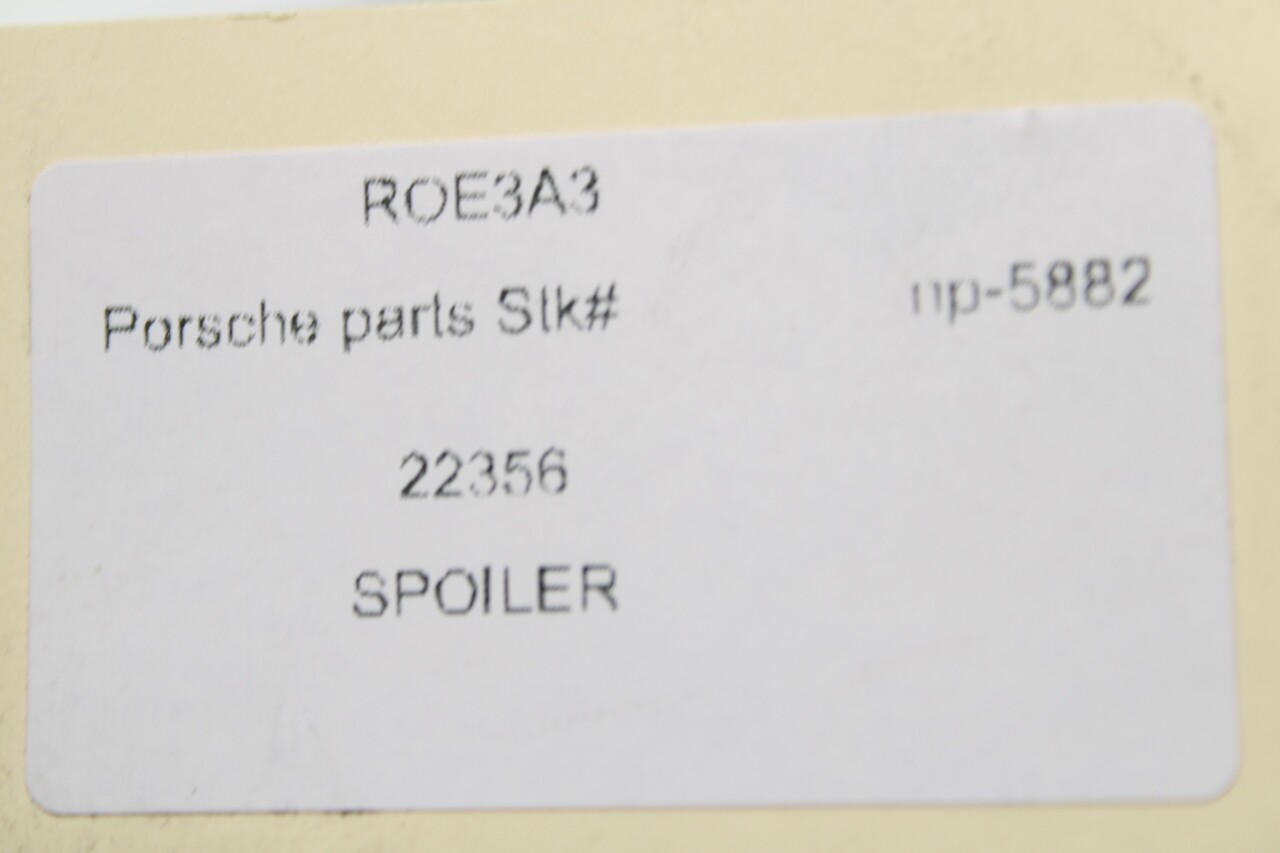 ROE3A3
Porsche parts Stk# np-5882
22356
SPOILER